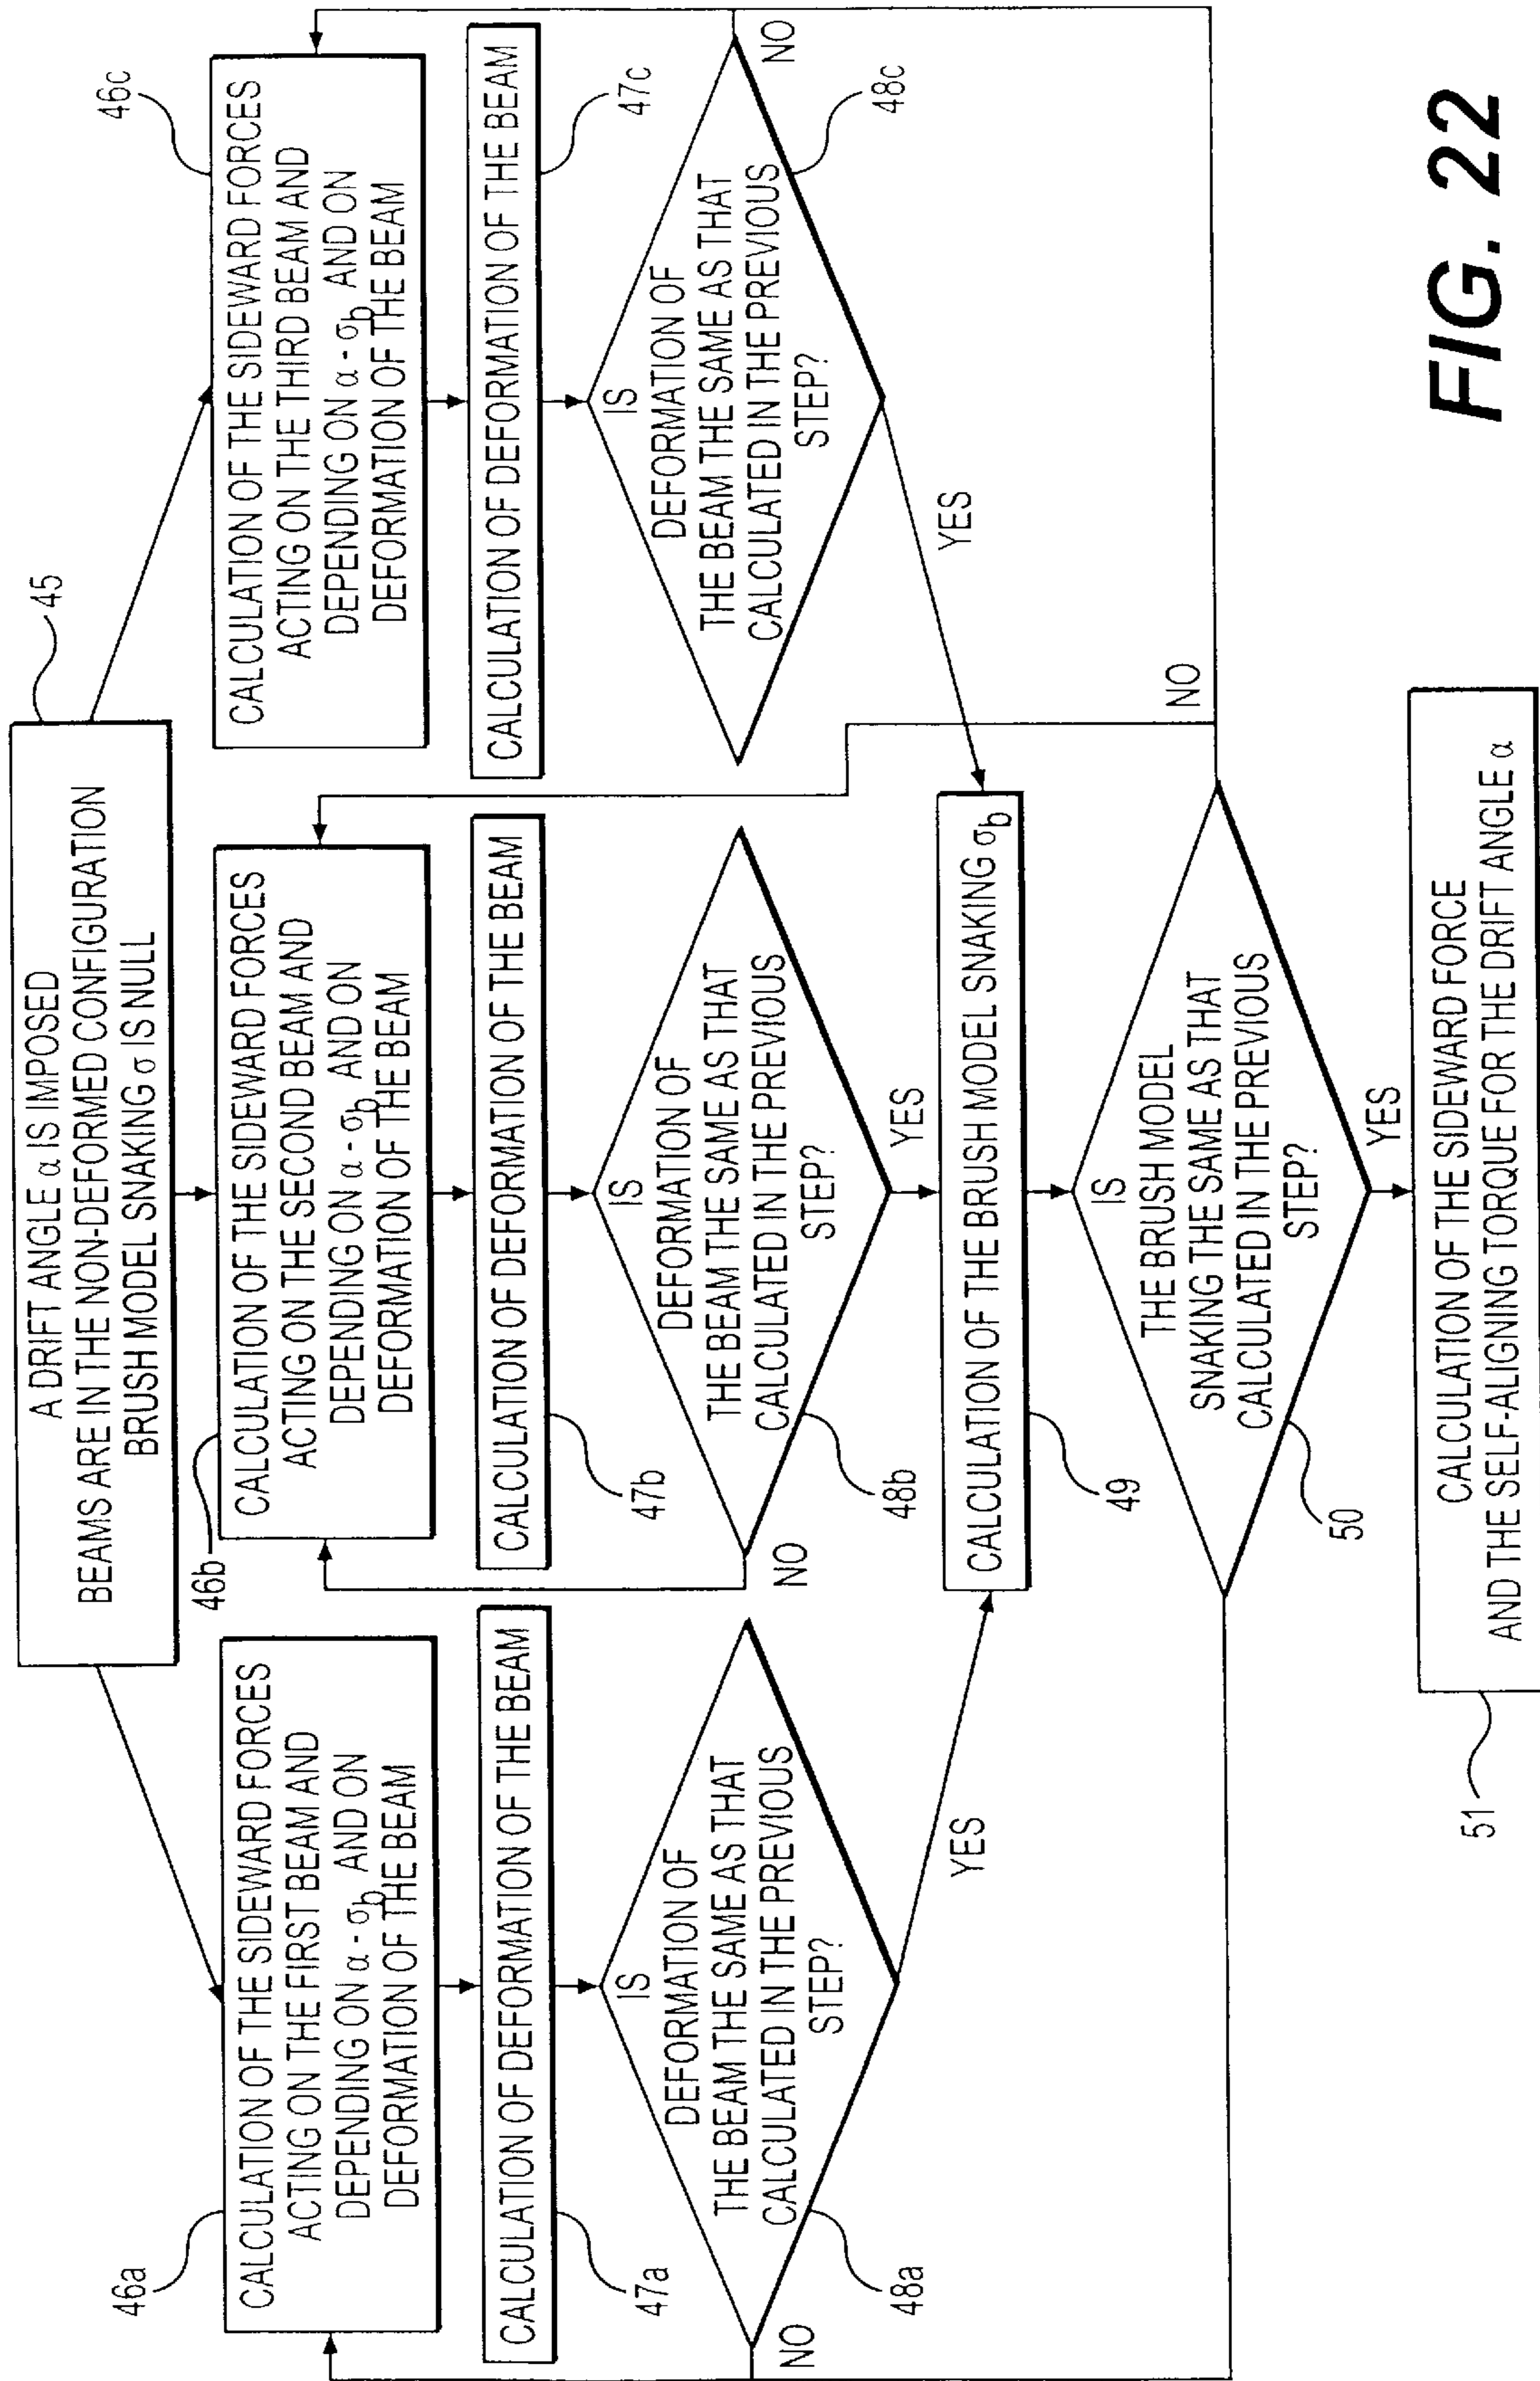 45
A DRIFT ANGLE α IS IMPOSED
BEAMS ARE IN THE NON-DEFORMED CONFIGURATION
BRUSH MODEL SNAKING σ IS NULL
46a
CALCULATION OF THE SIDEWARD FORCES
ACTING ON THE FIRST BEAM AND
DEPENDING ON α - σb AND ON
DEFORMATION OF THE BEAM
46b
CALCULATION OF THE SIDEWARD FORCES
ACTING ON THE SECOND BEAM AND
DEPENDING ON α - σb AND ON
DEFORMATION OF THE BEAM
46c
CALCULATION OF THE SIDEWARD FORCES
ACTING ON THE THIRD BEAM AND
DEPENDING ON α - σb AND ON
DEFORMATION OF THE BEAM
CALCULATION OF DEFORMATION OF THE BEAM
47a
CALCULATION OF DEFORMATION OF THE BEAM
47b
CALCULATION OF DEFORMATION OF THE BEAM
47c
IS
DEFORMATION OF
THE BEAM THE SAME AS THAT
CALCULATED IN THE PREVIOUS
STEP?
48a
NO
YES
IS
DEFORMATION OF
THE BEAM THE SAME AS THAT
CALCULATED IN THE PREVIOUS
STEP?
48b
NO
YES
IS
DEFORMATION OF
THE BEAM THE SAME AS THAT
CALCULATED IN THE PREVIOUS
STEP?
48c
NO
YES
CALCULATION OF THE BRUSH MODEL SNAKING σb
49
IS
THE BRUSH MODEL
SNAKING THE SAME AS THAT
CALCULATED IN THE PREVIOUS
STEP?
50
NO
YES
CALCULATION OF THE SIDEWARD FORCE
AND THE SELF-ALIGNING TORQUE FOR THE DRIFT ANGLE α
51
FIG. 22